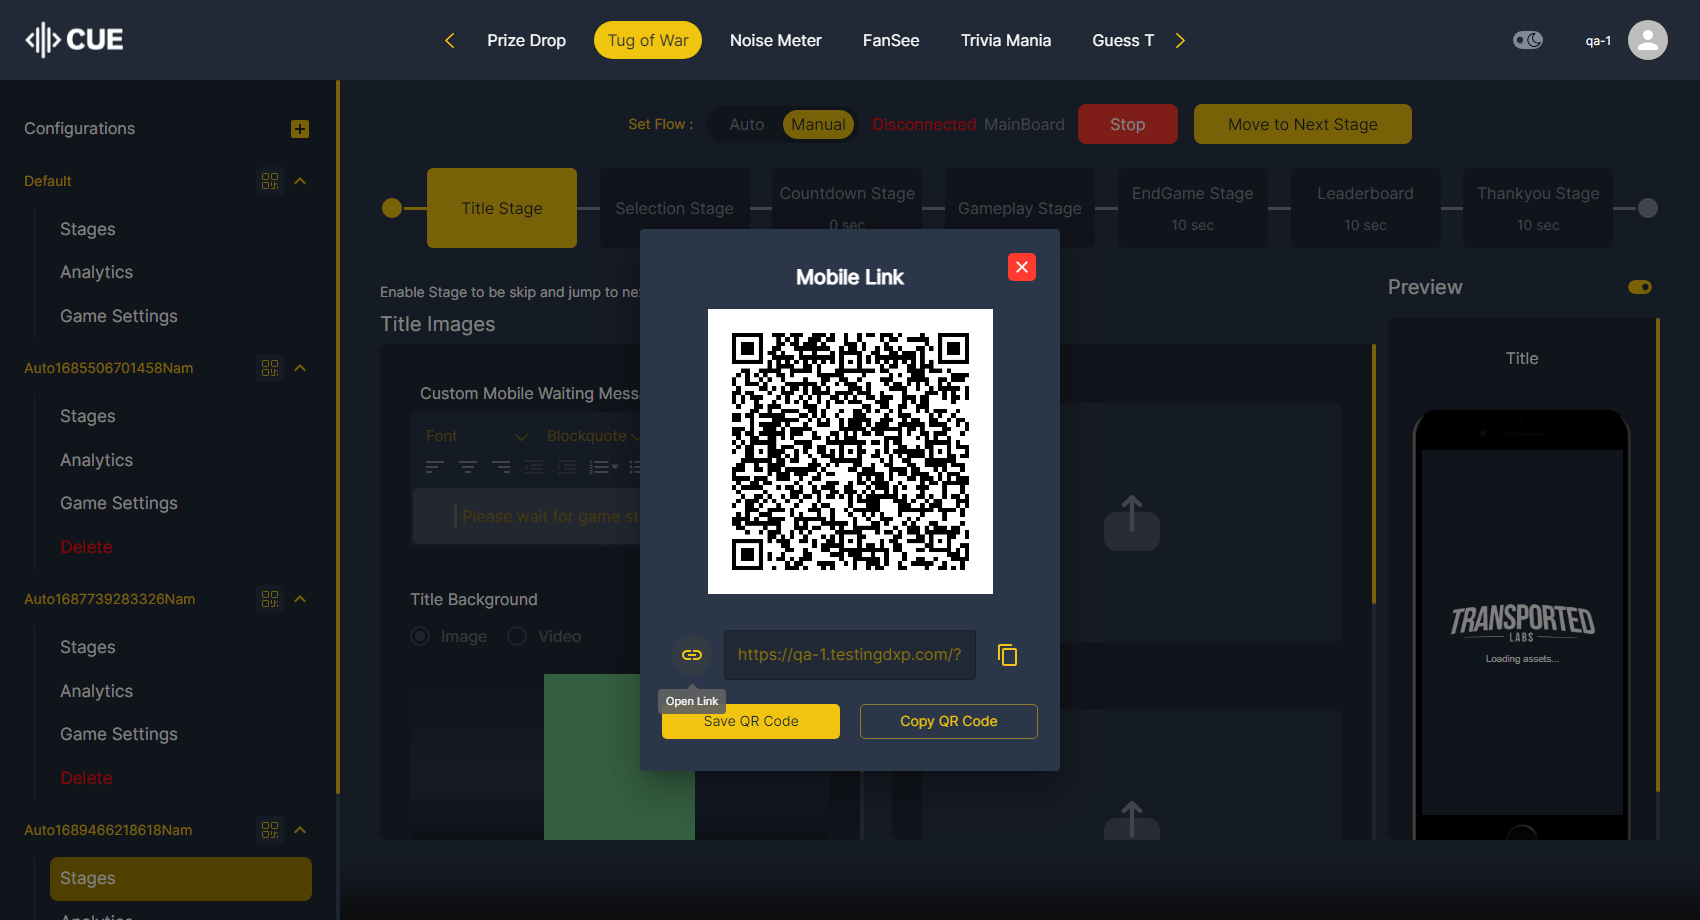 CUE
Prize Drop
Tug of War
Noise Meter
FanSee
Trivia Mania
Guess T
qa-1
Configurations
Default
Stages
Analytics
Game Settings
Auto1685506701458Nam
Stages
Analytics
Game Settings
Delete
Auto1687739283326Nam
Stages
Analytics
Game Settings
Delete
Auto1689466218618Nam
Stages
Analytics
Set Flow :
Auto
Manual
Disconnected MainBoard
Stop
Move to Next Stage
Title Stage
Selection Stage
Countdown Stage
0 sec
Gameplay Stage
EndGame Stage
10 sec
Leaderboard
10 sec
Thankyou Stage
10 sec
Enable Stage to be skip and jump to ne
Title Images
Custom Mobile Waiting Mess
Font
Blockquote
Please wait for game st
Title Background
Image
Video
Mobile Link
https://qa-1.testingdxp.com/?
Open Link
Save QR Code
Copy QR Code
Preview
Title
TRANSPORTED
LABS
Loading assets...